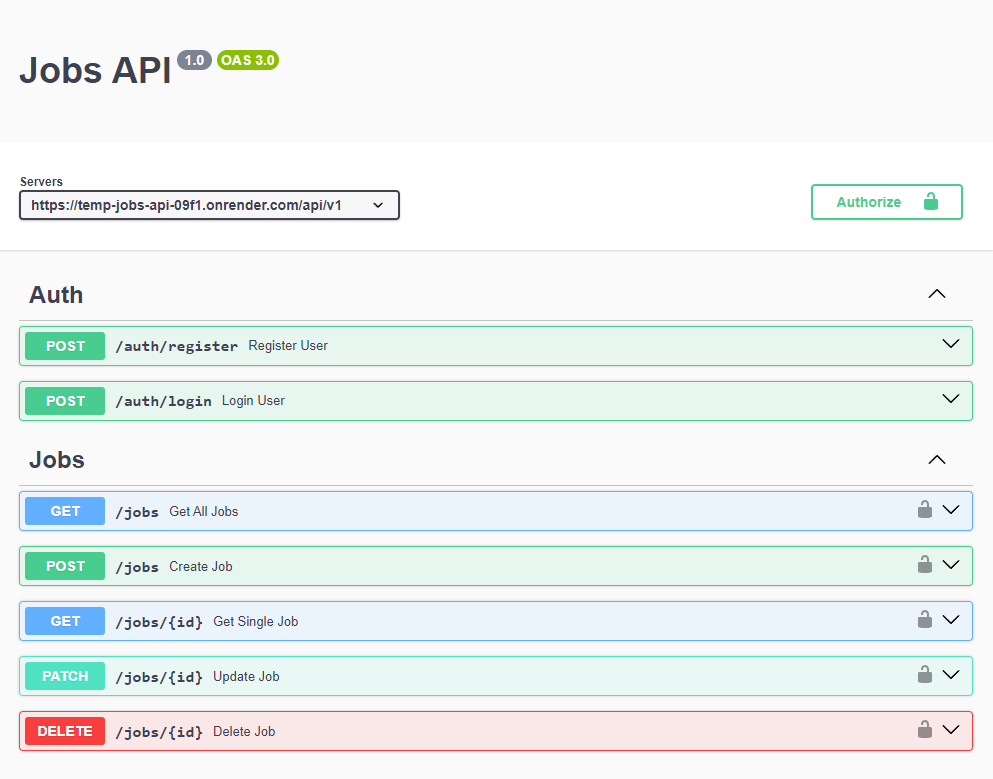 Jobs API 1.0 OAS 3.0
Servers
https://temp-jobs-api-09f1.onrender.com/api/v1
Authorize
Auth
POST /auth/register Register User
POST /auth/login Login User
Jobs
GET /jobs Get All Jobs
POST /jobs Create Job
GET /jobs/{id} Get Single Job
PATCH /jobs/{id} Update Job
DELETE /jobs/{id} Delete Job